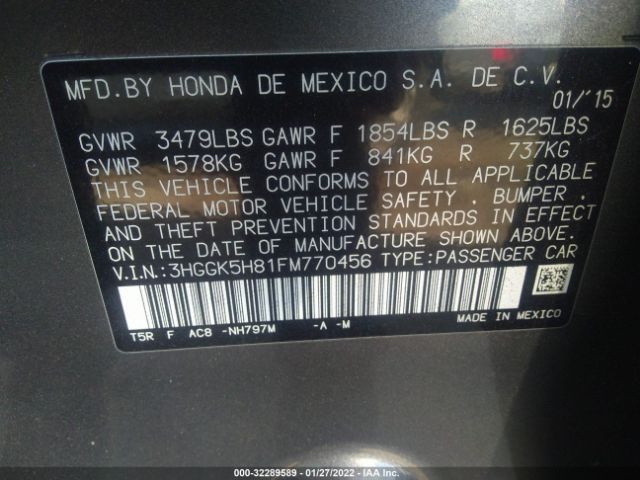 MFD.BY HONDA DE MEXICO S.A. DE C.V.
01/'15
GVWR 3479LBS GAWR F 1854LBS R 1625LBS
GVWR 1578KG GAWR F 841KG R 737KG
THIS VEHICLE CONFORMS TO ALL APPLICABLE
FEDERAL MOTOR VEHICLE SAFETY , BUMPER ,
AND THEFT PREVENTION STANDARDS IN EFFECT
ON THE DATE OF MANUFACTURE SHOWN ABOVE.
V.I.N.:3HGGK5H81FM770456 TYPE:PASSENGER CAR
T5R F AC8 -NH797M -A -M MADE IN MEXICO
000-32289589 - 01/27/2022 - IAA Inc.